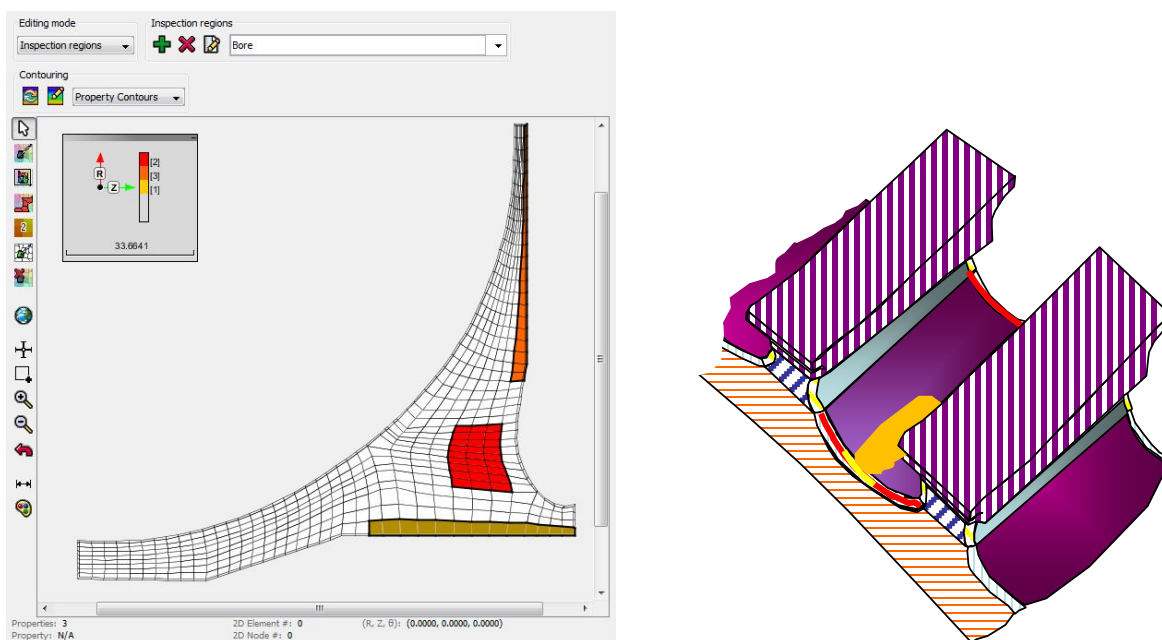 Editing mode
Inspection regions
Inspection regions
Bore
Contouring
Property Contours
R
Z
[2]
[3]
[1]
33.6641
2
Properties: 3
2D Element #: 0
(R, Z, θ): (0.0000, 0.0000, 0.0000)
Property: N/A
2D Node #: 0